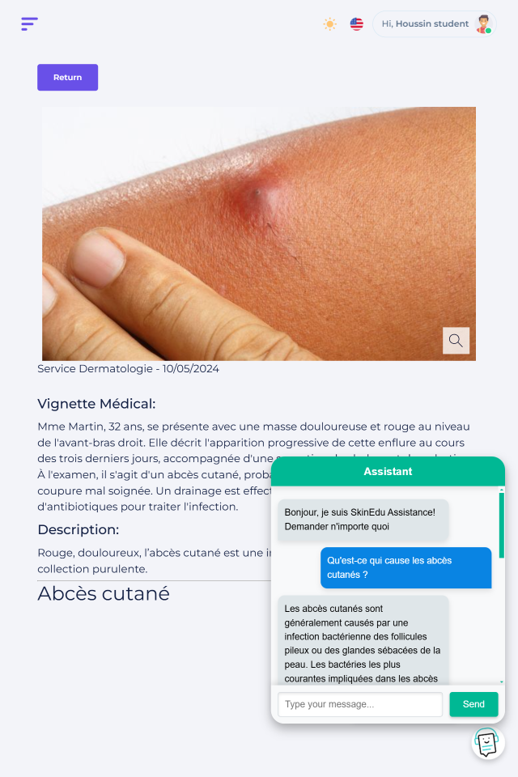 Hi, Houssin student
Return
Service Dermatologie - 10/05/2024
Vignette Médical:
Mme Martin, 32 ans, se présente avec une masse douloureuse et rouge au niveau
de l'avant-bras droit. Elle décrit l'apparition progressive de cette enflure au cours
des trois derniers jours, accompagnée d'une
À l'examen, il s'agit d'un abcès cutané,
coupure mal soignée. Un drainage est
d'antibiotiques pour traiter l'infection.
Description:
Rouge, douloureux, l'abcès cutané est une
collection purulente.
Abcès cutané
Assistant
Bonjour, je suis SkinEdu Assistance!
Demander n'importe quoi
Qu'est-ce qui cause les abcès
cutanés ?
Les abcès cutanés sont
généralement causés par une
infection bactérienne des follicules
pileux ou des glandes sébacées de la
peau. Les bactéries les plus
courantes impliquées dans les abcès
Type your message...
Send